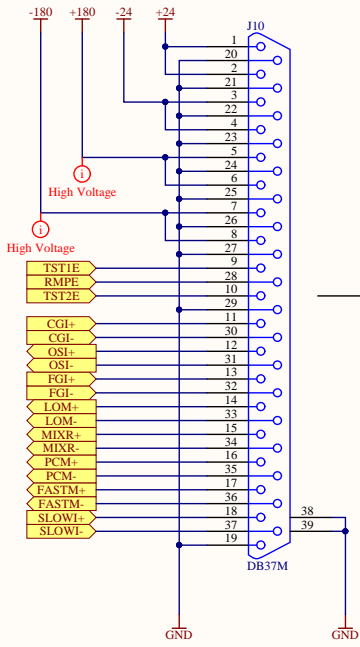 -180 +180 -24 +24
J10
1
20
2
21
3
22
4
23
5
24
6
25
7
26
8
27
9
28
10
29
11
30
12
31
13
32
14
33
15
34
16
35
17
36
18
37
19
38
39
i
High Voltage
i
High Voltage
TST1E
RMPE
TST2E
CGI+
CGI-
OSI+
OSI-
FGI+
FGI-
LOM+
LOM-
MIXR+
MIXR-
PCM+
PCM-
FASTM+
FASTM-
SLOWI+
SLOWI-
DB37M
GND
GND